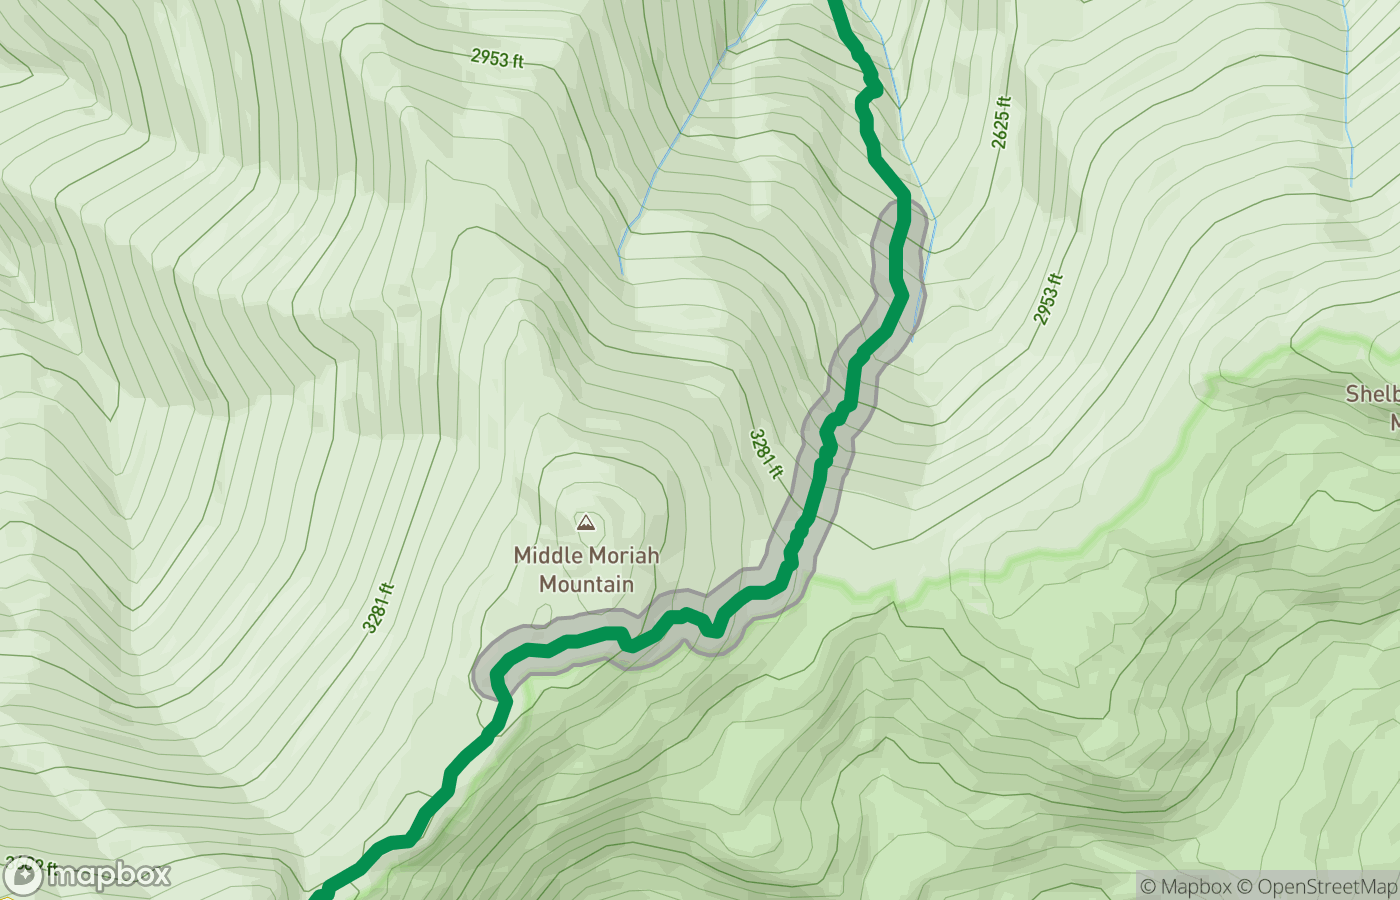 2953 ft
2625 ft
2953 ft
Shelb
M
3281 ft
Middle Moriah
Mountain
3281 ft
mapbox
© Mapbox © OpenStreetMap